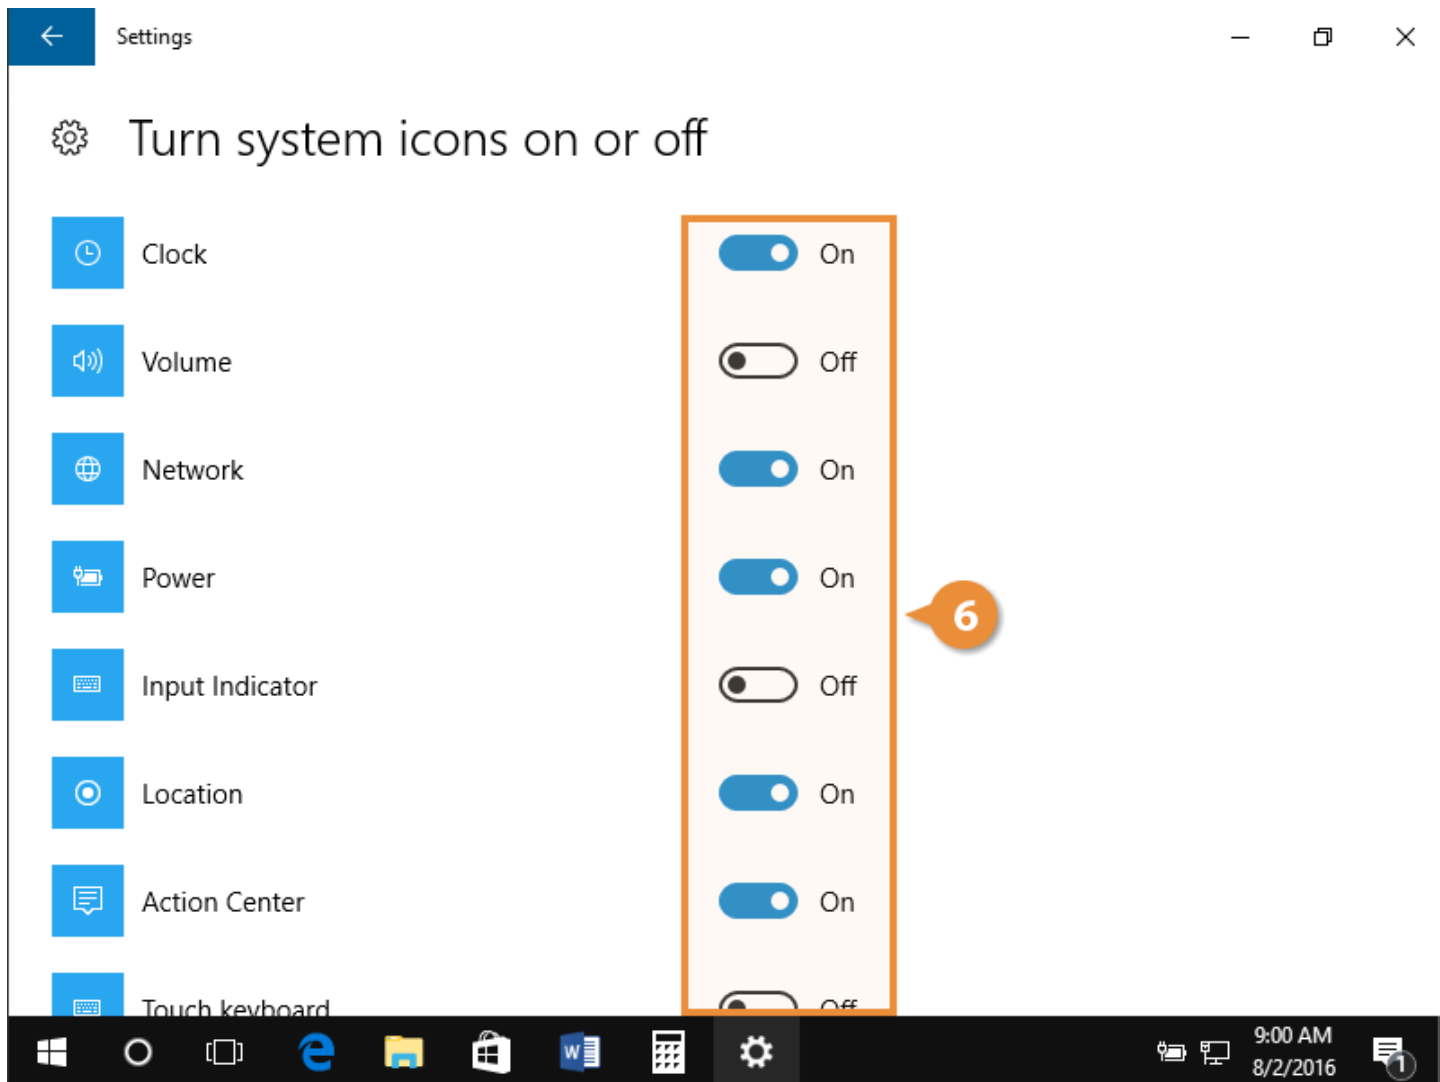 Settings
Turn system icons on or off
Clock On
Volume Off
Network On
Power On
6
Input Indicator Off
Location On
Action Center On
Touch keyboard Off
W
9:00 AM
8/2/2016
1